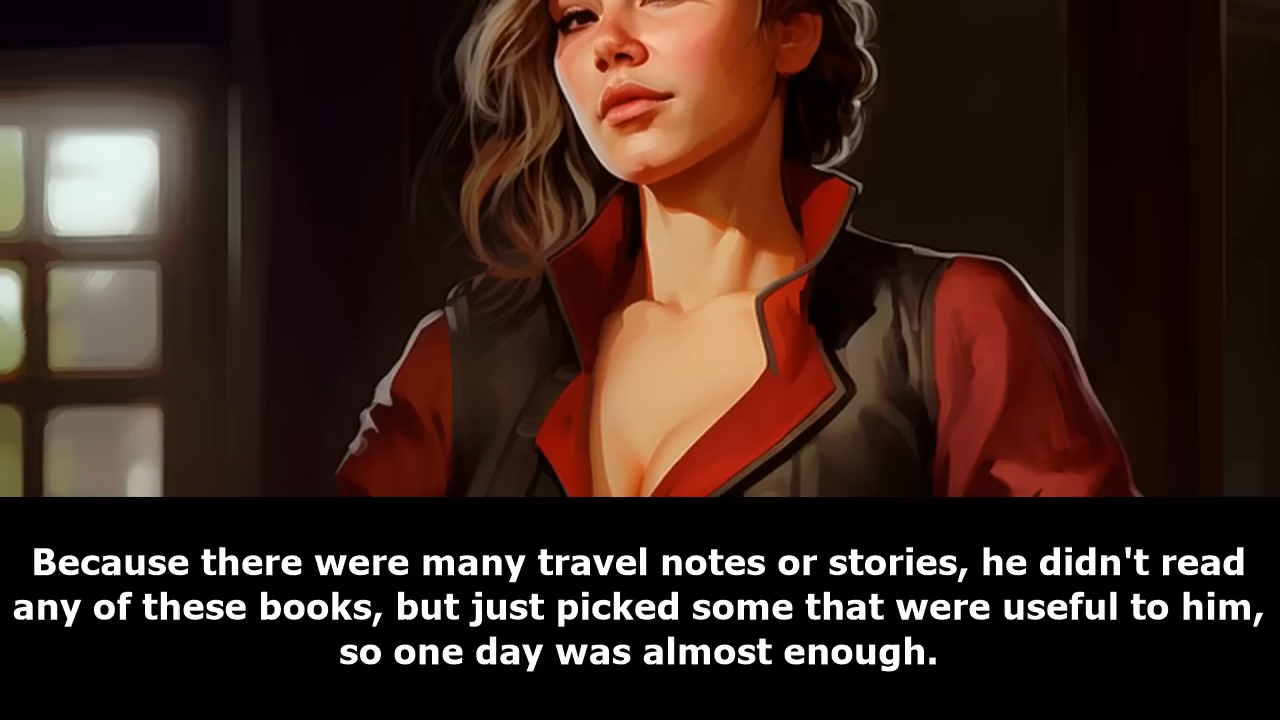 Because there were many travel notes or stories, he didn't read
any of these books, but just picked some that were useful to him,
so one day was almost enough.